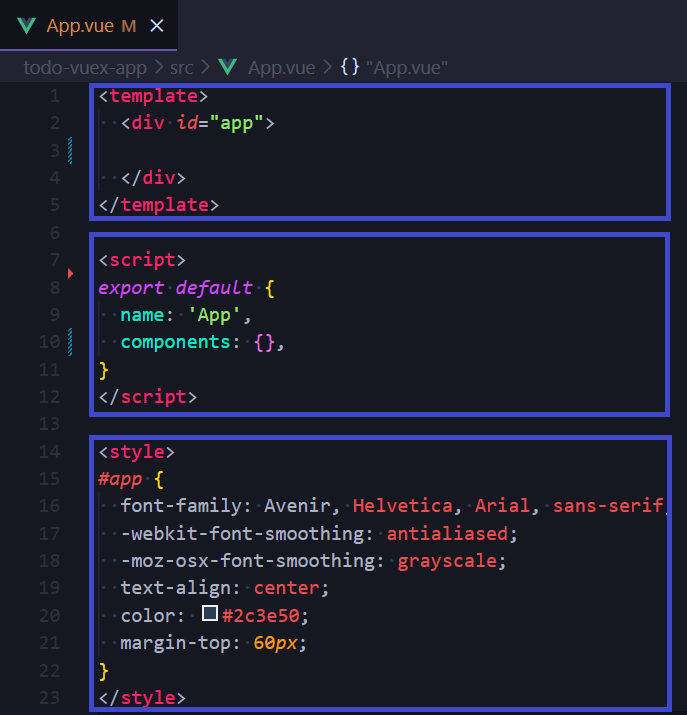 App.vue M ×
todo-vuex-app > src > App.vue > {} "App.vue"
1 <template>
2   <div id="app">
3
4   </div>
5 </template>
6
7 <script>
8 export default {
9   name: 'App',
10   components: {},
11 }
12 </script>
13
14 <style>
15 #app {
16   font-family: Avenir, Helvetica, Arial, sans-serif;
17   -webkit-font-smoothing: antialiased;
18   -moz-osx-font-smoothing: grayscale;
19   text-align: center;
20   color: #2c3e50;
21   margin-top: 60px;
22 }
23 </style>